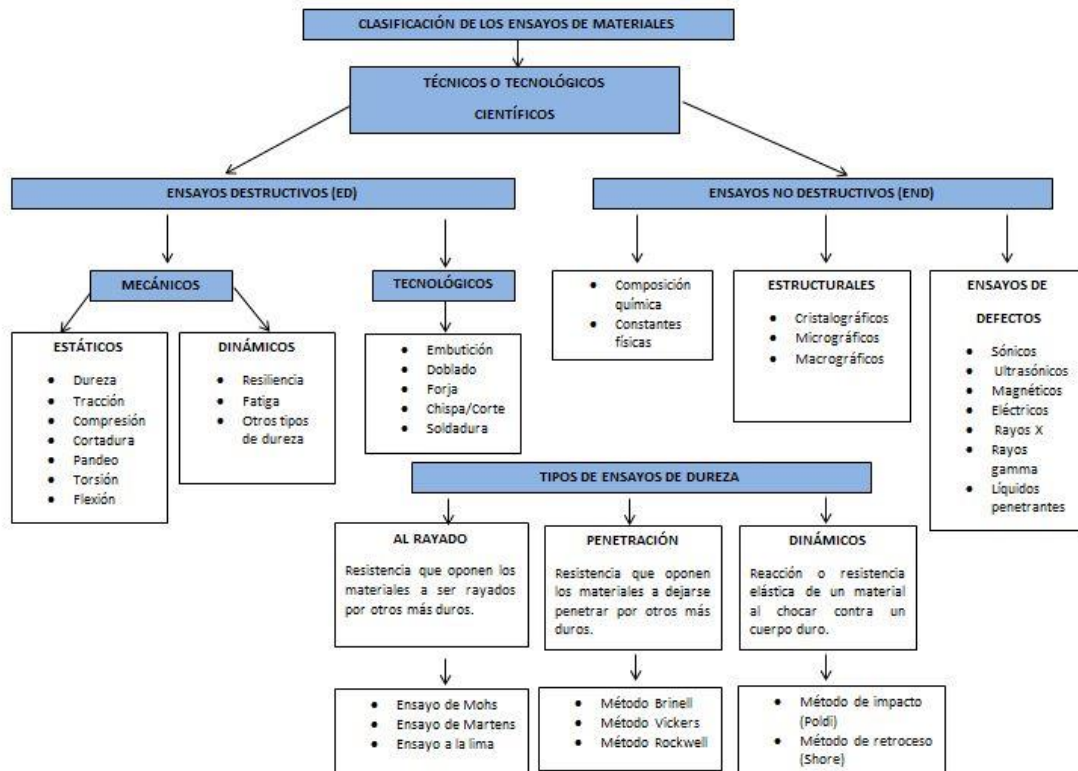 CLASIFICACIÓN DE LOS ENSAYOS DE MATERIALES
TÉCNICOS O TECNOLÓGICOS
CIENTÍFICOS
ENSAYOS DESTRUCTIVOS (ED)
ENSAYOS NO DESTRUCTIVOS (END)
MECÁNICOS
TECNOLÓGICOS
ESTÁTICOS
• Dureza
• Tracción
• Compresión
• Cortadura
• Pandeo
• Torsión
• Flexión
DINÁMICOS
• Resiliencia
• Fatiga
• Otros tipos
de dureza
• Embutición
• Doblado
• Forja
• Chispa/Corte
• Soldadura
• Composición
química
• Constantes
físicas
ESTRUCTURALES
• Cristalográficos
• Micrográficos
• Macrográficos
ENSAYOS DE
DEFECTOS
• Sónicos
• Ultrasónicos
• Magnéticos
• Eléctricos
• Rayos X
• Rayos
gamma
• Líquidos
penetrantes
TIPOS DE ENSAYOS DE DUREZA
AL RAYADO
Resistencia que oponen los
materiales a ser rayados
por otros más duros.
PENETRACIÓN
Resistencia que oponen
los materiales a dejarse
penetrar por otros más
duros.
DINÁMICOS
Reacción o resistencia
elástica de un material
al chocar contra un
cuerpo duro.
• Ensayo de Mohs
• Ensayo de Martens
• Ensayo a la lima
• Método Brinell
• Método Vickers
• Método Rockwell
• Método de impacto
(Poldi)
• Método de retroceso
(Shore)